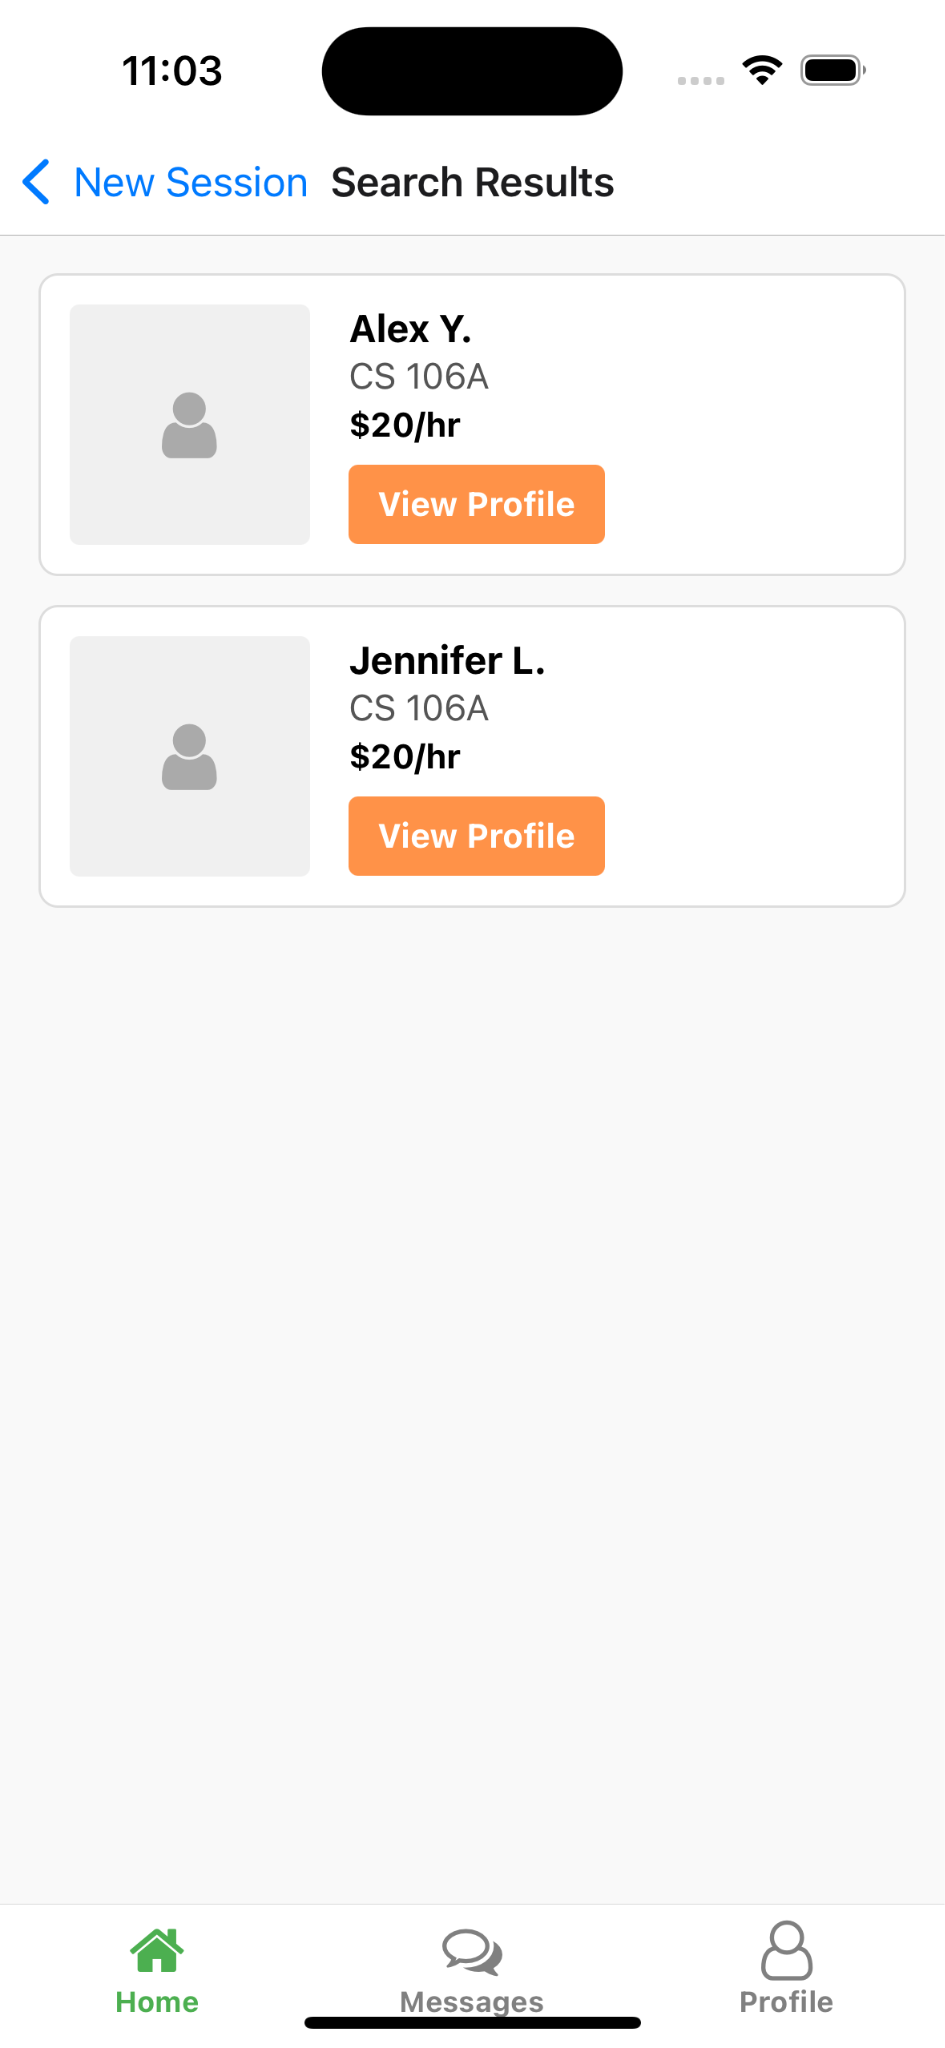 11:03
New Session Search Results
Alex Y.
CS 106A
$20/hr
View Profile
Jennifer L.
CS 106A
$20/hr
View Profile
Home Messages Profile